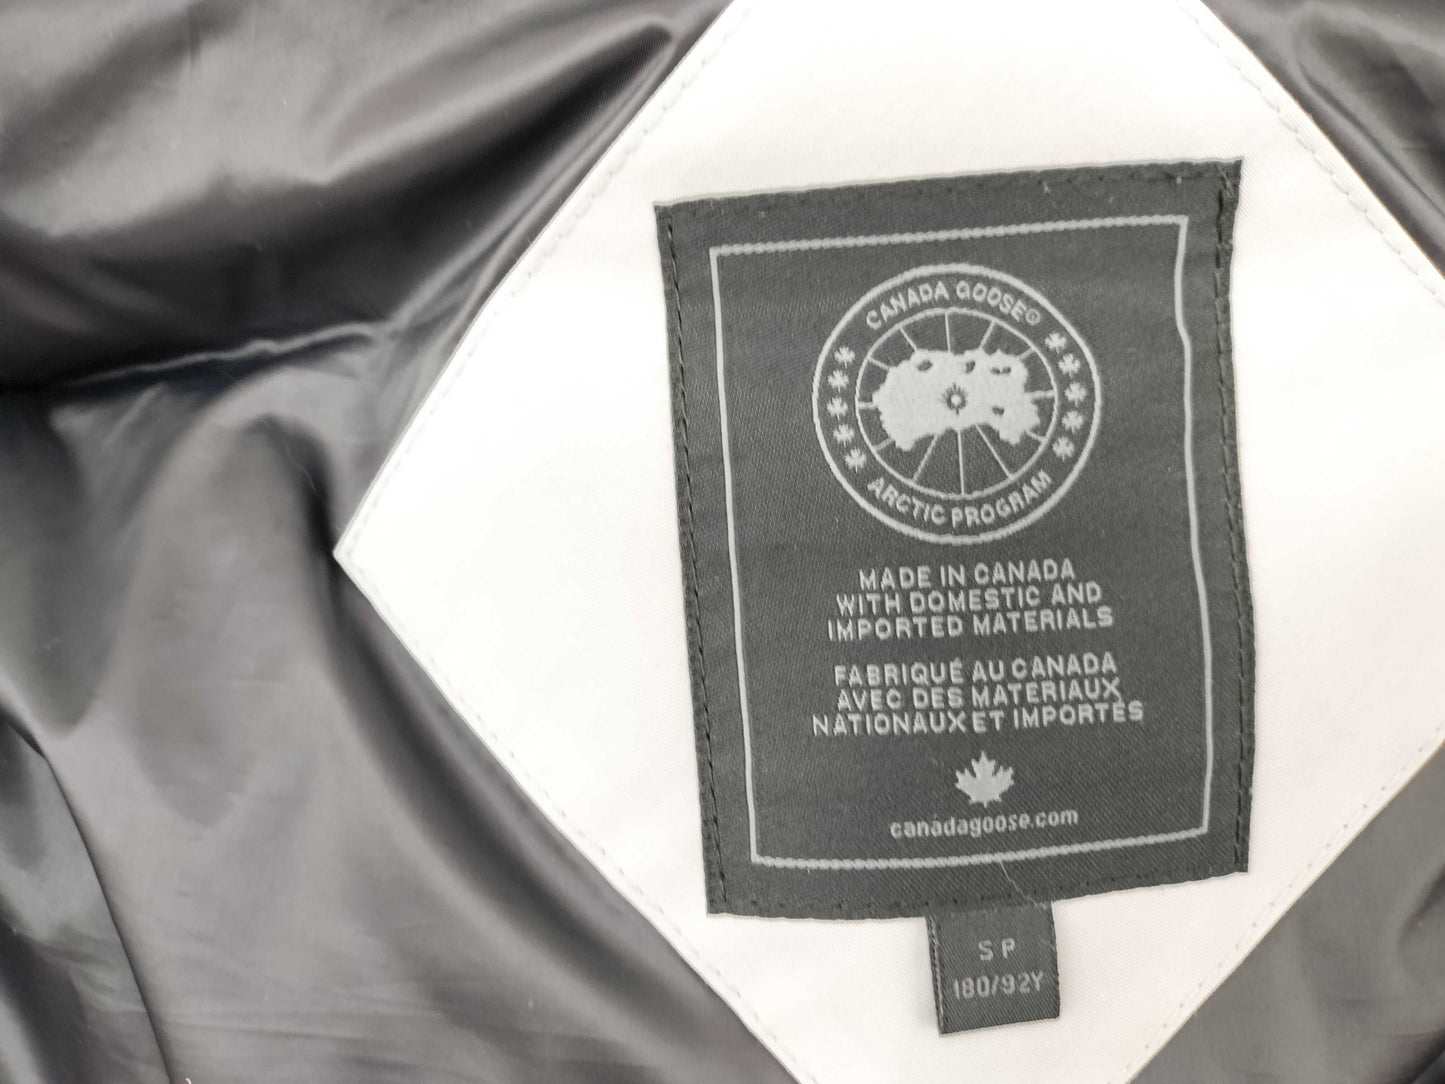 CANADA GOOSE©
ARCTIC PROGRAM
MADE IN CANADA
WITH DOMESTIC AND
IMPORTED MATERIALS
FABRIQUÉ AU CANADA
AVEC DES MATERIAUX
NATIONAUX ET IMPORTÉS
canadagoose.com
S P
180/92Y